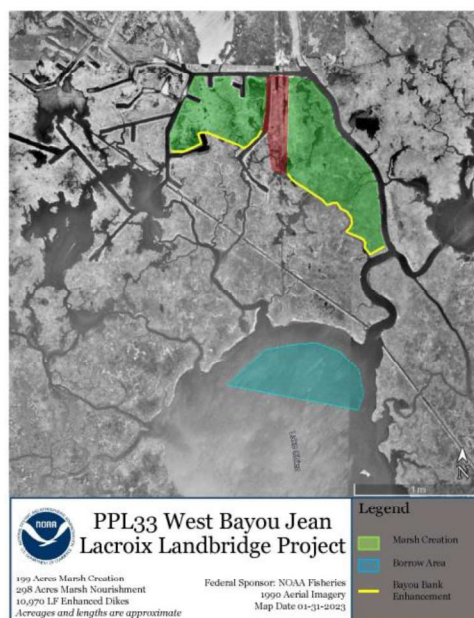 N
NOAA
PPL33 West Bayou Jean
Lacroix Landbridge Project
199 Acres Marsh Creation
298 Acres Marsh Nourishment
10,970 LF Enhanced Dikes
Acreages and lengths are approximate
Federal Sponsor: NOAA Fisheries
1990 Aerial Imagery
Map Date 01-31-2023
Legend
Marsh Creation
Borrow Area
Bayou Bank
Enhancement